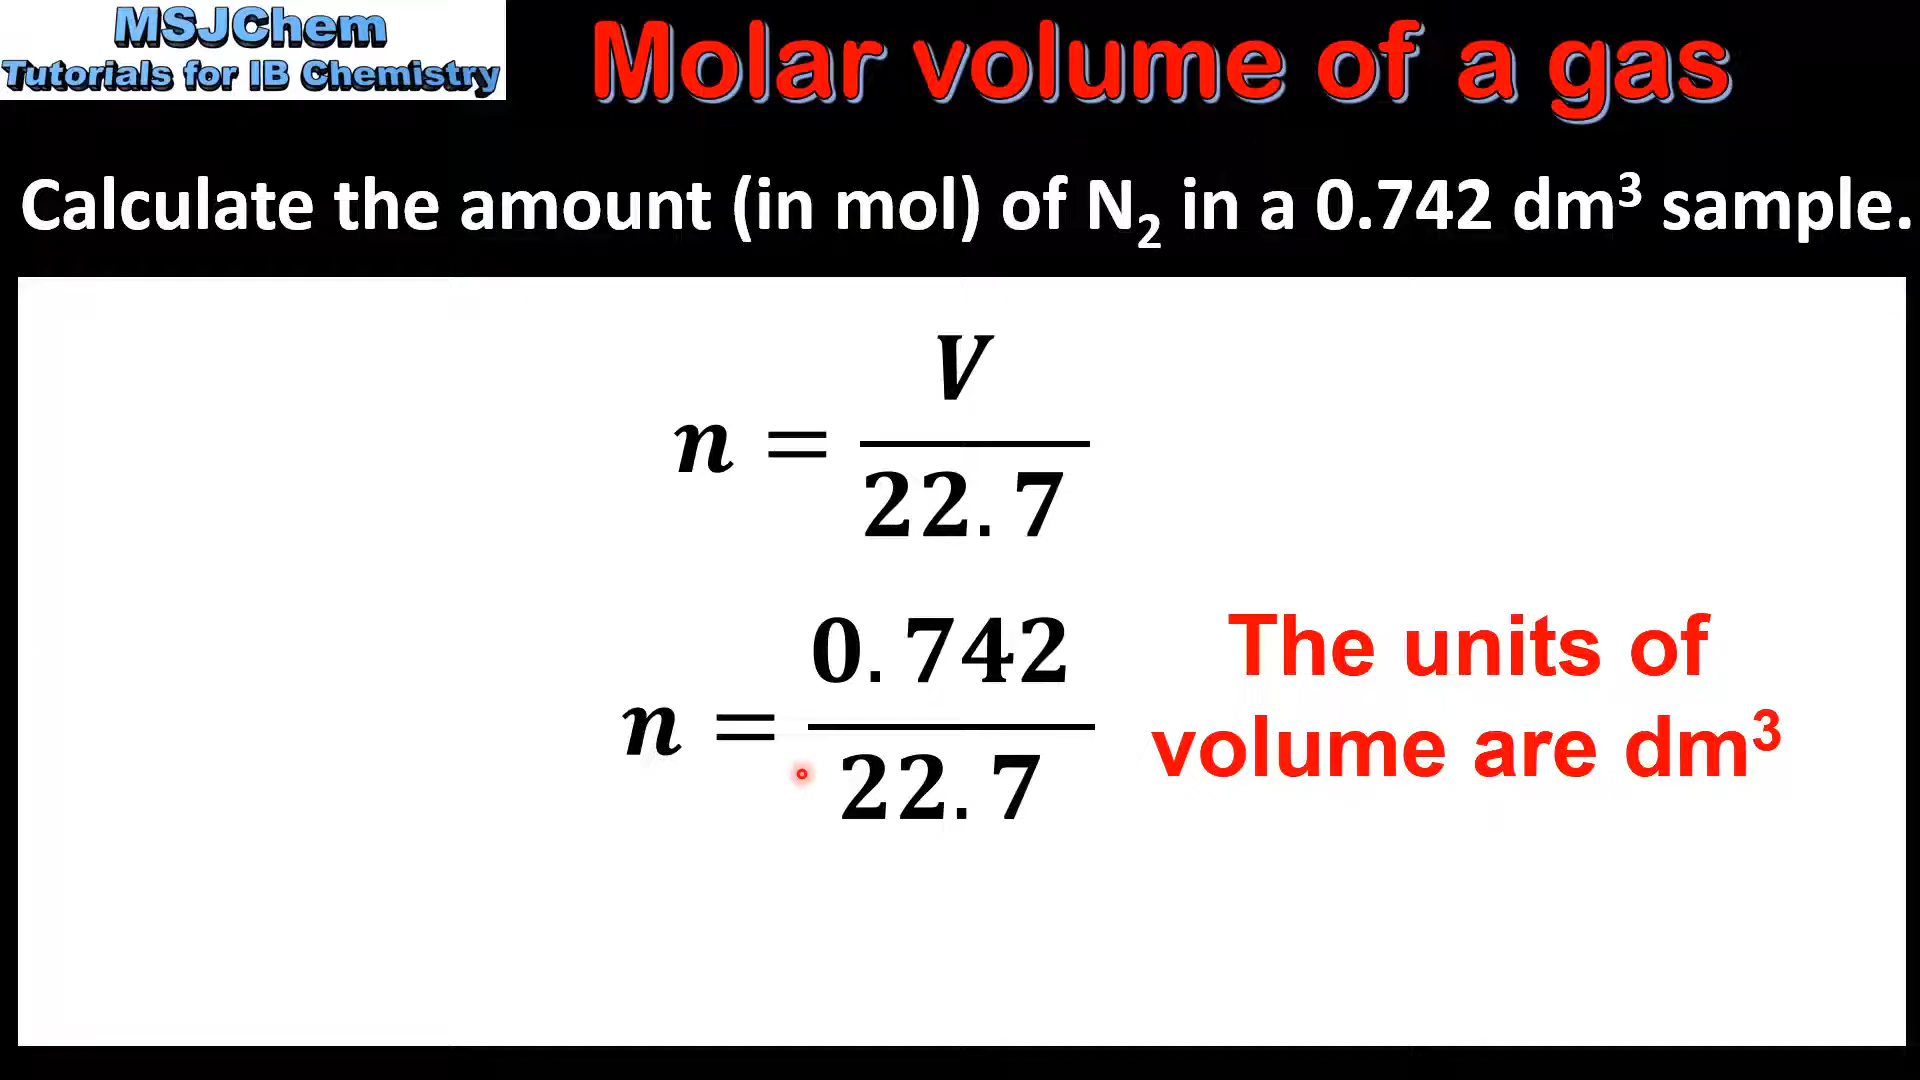 MSJChem
Tutorials for IB Chemistry
Molar volume of a gas
Calculate the amount (in mol) of N₂ in a 0.742 dm³ sample.
n = V / 22.7
n = 0.742 / 22.7
The units of
volume are dm³